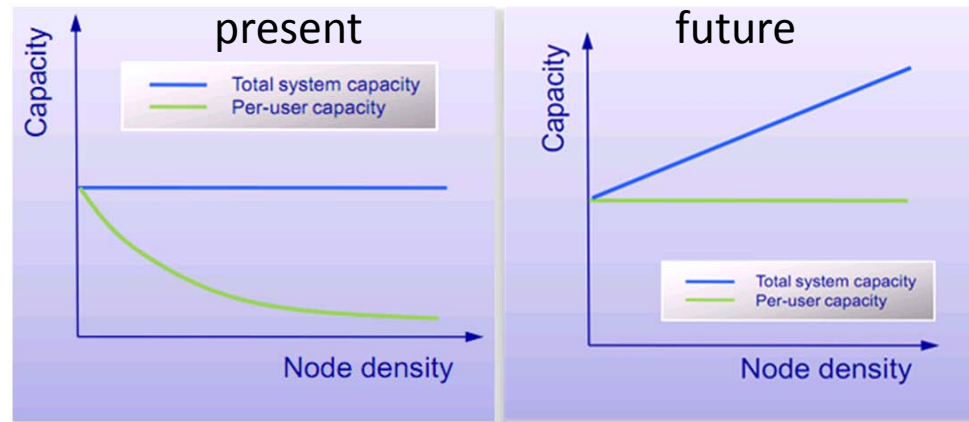 present
Capacity
Total system capacity
Per-user capacity
Node density
future
Capacity
Total system capacity
Per-user capacity
Node density